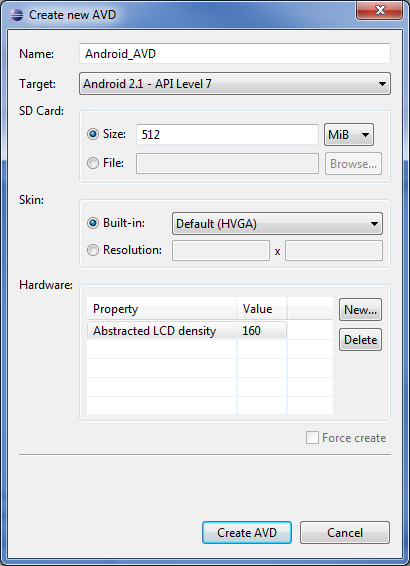 Create new AVD
Name: Android_AVD
Target: Android 2.1 - API Level 7
SD Card:
Size: 512 MiB
File: Browse...
Skin:
Built-in: Default (HVGA)
Resolution: x
Hardware:
Property Value New...
Abstracted LCD density 160 Delete
Force create
Create AVD Cancel